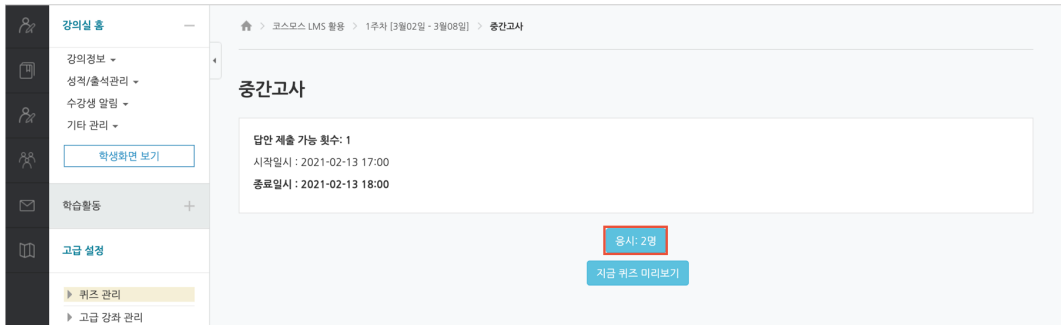 강의실 홈
강의정보
성적/출석관리
수강생 알림
기타 관리
학생화면 보기
학습활동
고급 설정
퀴즈 관리
고급 강좌 관리
코스모스 LMS 활용 > 1주차 [3월02일 - 3월08일] > 중간고사
중간고사
답안 제출 가능 횟수: 1
시작일시 : 2021-02-13 17:00
종료일시 : 2021-02-13 18:00
응시: 2명
지금 퀴즈 미리보기